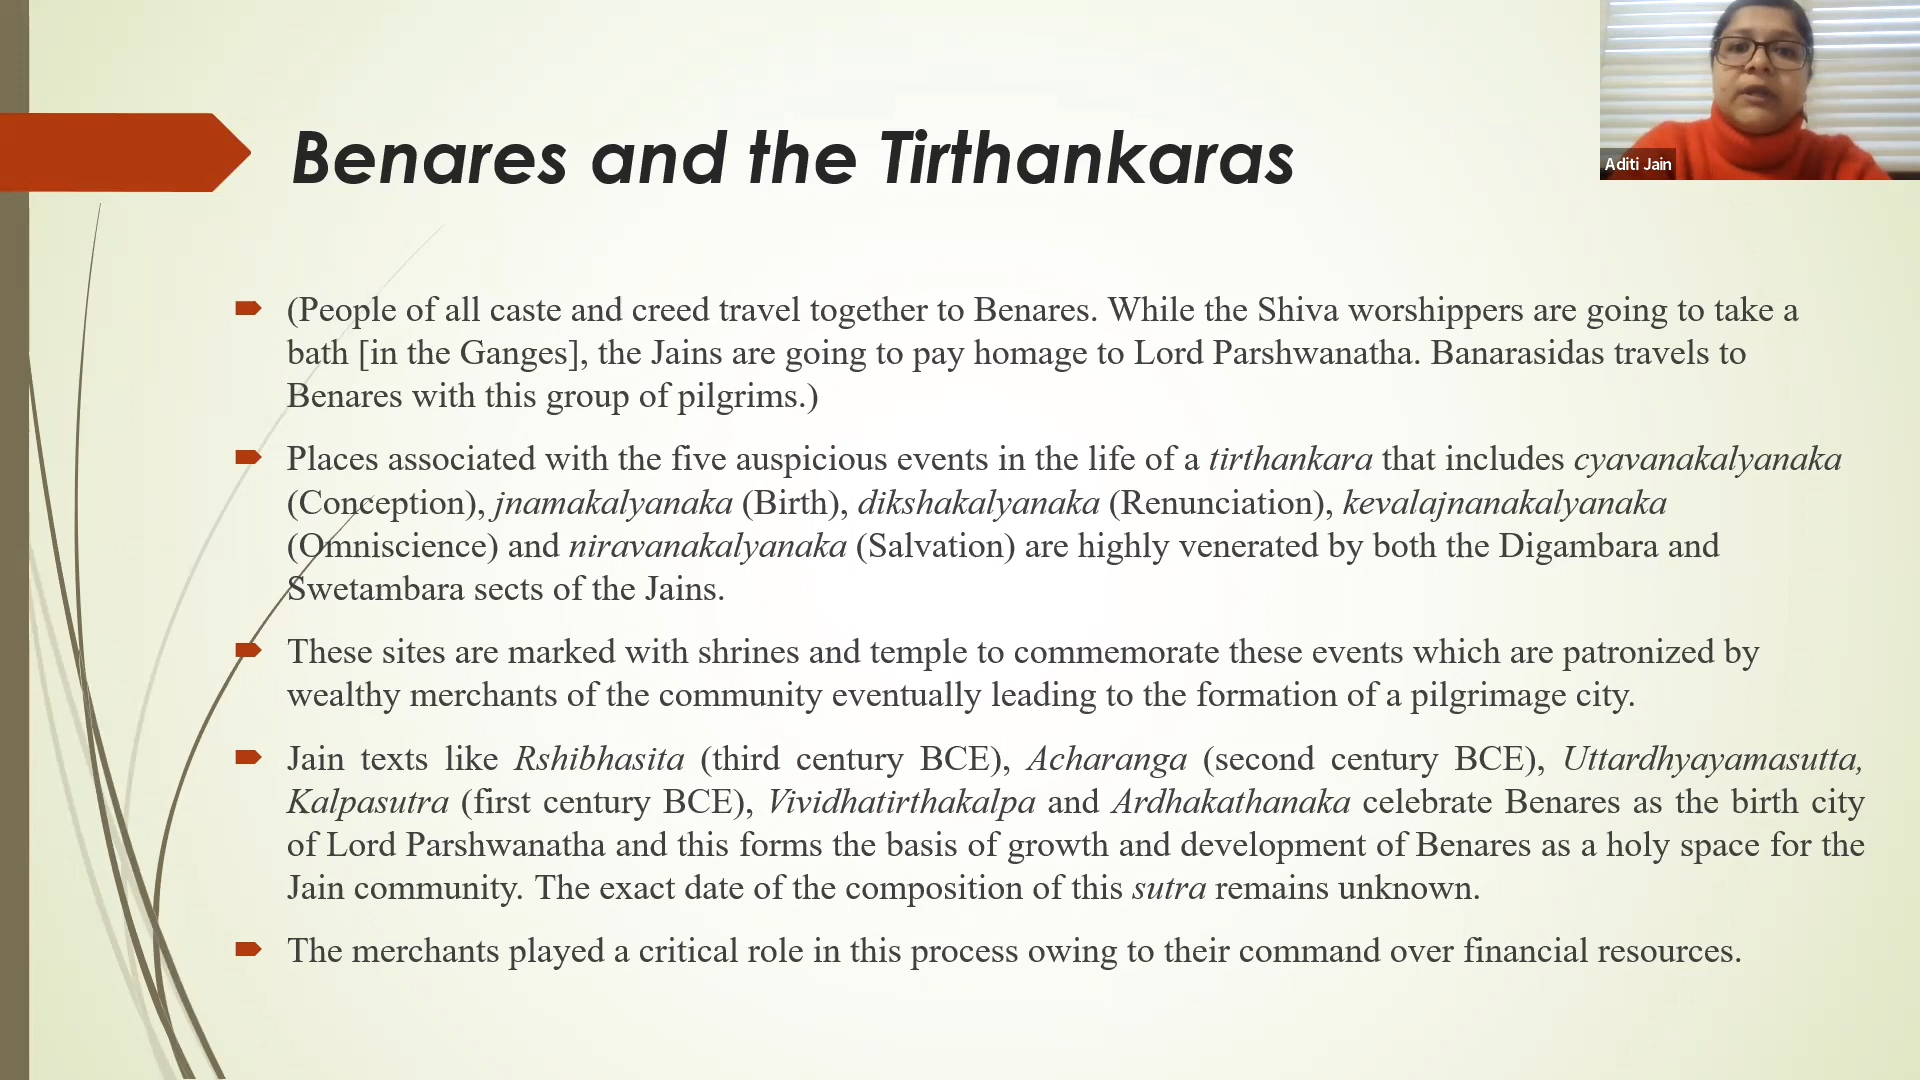 Benares and the Tirthankaras
Aditi Jain
(People of all caste and creed travel together to Benares. While the Shiva worshippers are going to take a
bath [in the Ganges], the Jains are going to pay homage to Lord Parshwanatha. Banarasidas travels to
Benares with this group of pilgrims.)
Places associated with the five auspicious events in the life of a tirthankara that includes cyavanakalyanaka
(Conception), jnamakalyanaka (Birth), dikshakalyanaka (Renunciation), kevalajnanakalyanaka
(Omniscience) and niravanakalyanaka (Salvation) are highly venerated by both the Digambara and
Swetambara sects of the Jains.
These sites are marked with shrines and temple to commemorate these events which are patronized by
wealthy merchants of the community eventually leading to the formation of a pilgrimage city.
Jain texts like Rshibhasita (third century BCE), Acharanga (second century BCE), Uttardhyayamasutta,
Kalpasutra (first century BCE), Vividhatirthakalpa and Ardhakathanaka celebrate Benares as the birth city
of Lord Parshwanatha and this forms the basis of growth and development of Benares as a holy space for the
Jain community. The exact date of the composition of this sutra remains unknown.
The merchants played a critical role in this process owing to their command over financial resources.